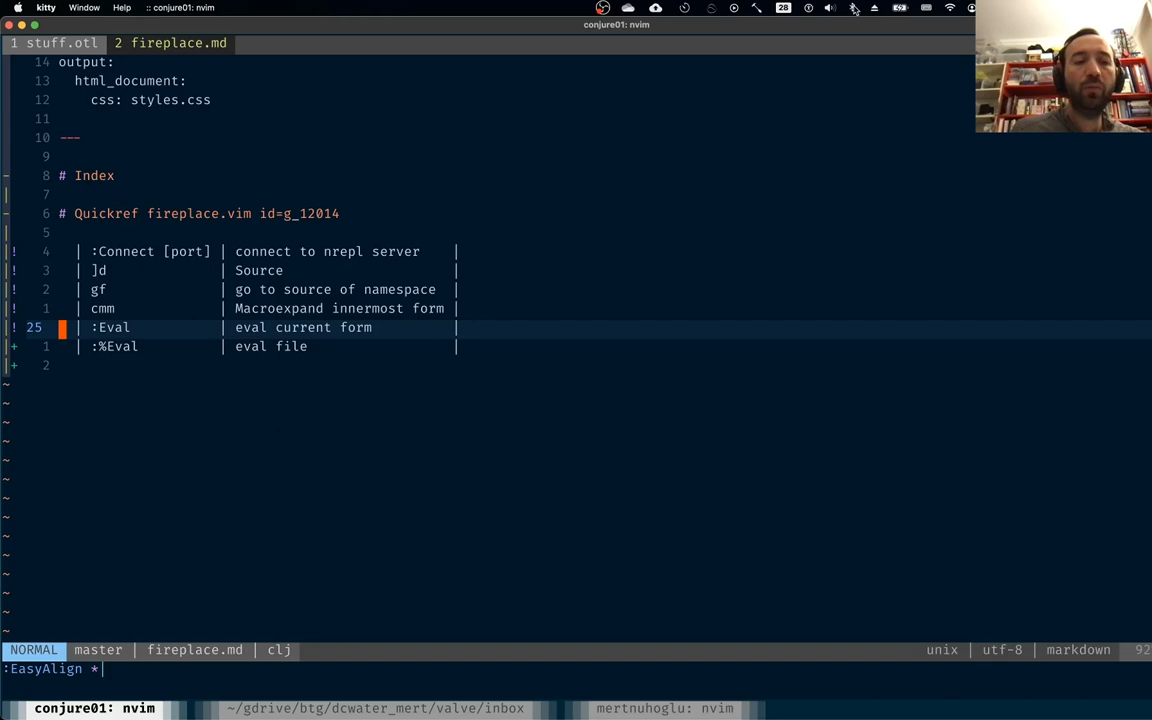 kitty Window Help :: conjure01: nvim 28
conjure01: nvim
1 stuff.otl 2 fireplace.md
14 output:
13 html_document:
12 css: styles.css
11
10 ---
9
- 8 # Index
7
- 6 # Quickref fireplace.vim id=g_12014
5
! 4 | :Connect [port] | connect to nrepl server |
! 3 | ]d | Source |
! 2 | gf | go to source of namespace |
! 1 | cmm | Macroexpand innermost form |
! 25 | :Eval | eval current form |
+ 1 | :%Eval | eval file |
+ 2
~
~
~
~
~
~
~
~
~
~
~
~
~
~
NORMAL master | fireplace.md | clj unix | utf-8 | markdown 92
:EasyAlign *|
conjure01: nvim ~/gdrive/btg/dcwater_mert/valve/inbox mertnuhoglu: nvim